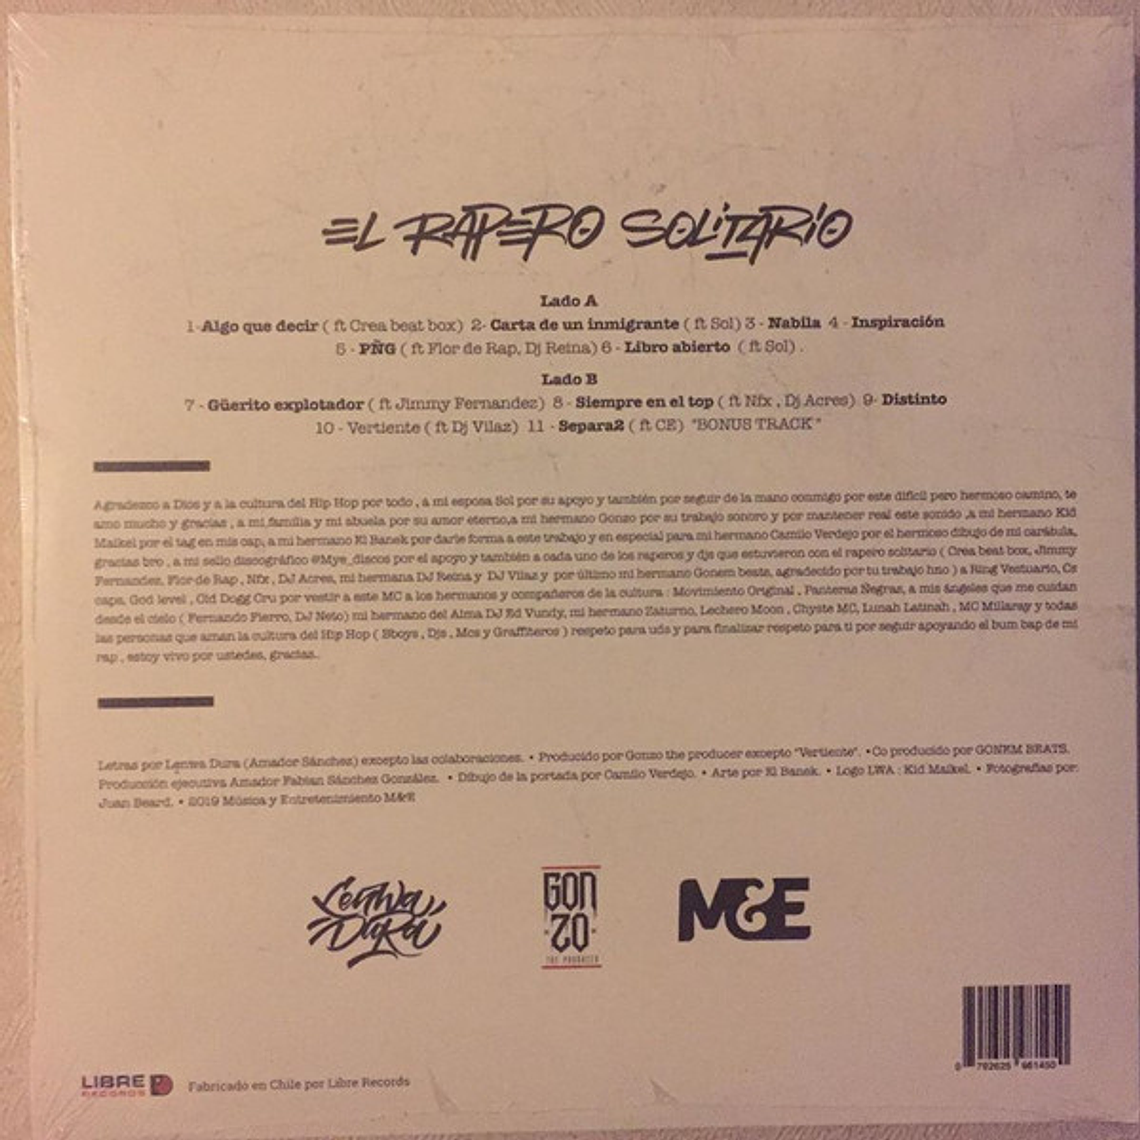 EL RAPERO SOLITARIO
Lado A
1-Algo que decir ( ft Crea beat box) 2- Carta de un inmigrante ( ft Sol) 3 - Nabila 4 - Inspiración
5 - PÑG ( ft Flor de Rap, Dj Reina) 6 - Libro abierto ( ft Sol) .
Lado B
7 - Güerito explotador ( ft Jimmy Fernandez) 8 - Siempre en el top ( ft Nfx , Dj Acres) 9- Distinto
10 - Vertiente ( ft Dj Vilaz) 11 - Separa2 ( ft CE) "BONUS TRACK"
Agradezco a Dios y a la cultura del Hip Hop por todo , a mi esposa Sol por su apoyo y también por seguir de la mano conmigo por este difícil pero hermoso camino, te
amo mucho y gracias , a mi familia y mi abuela por su amor eterno,a mi hermano Gonzo por su trabajo sonoro y por mantener real este sonido ,a mi hermano Kid
Maikel por el tag en mis cap, a mi hermano El Banek por darle forma a este trabajo y en especial para mi hermano Camilo Verdejo por el hermoso dibujo de mi carátula,
gracias bro , a mi sello discográfico @Mye_discos por el apoyo y también a cada uno de los raperos y djs que estuvieron con el rapero solitario ( Crea beat box, Jimmy
Fernandez, Flor de Rap , Nfx , DJ Acres, mi hermana DJ Reina y DJ Vilaz y por último mi hermano Gonem beats, agradecido por tu trabajo hno ) a Ring Vestuario, Cs
caps, God level , Old Dogg Cru por vestir a este MC a los hermanos y compañeros de la cultura : Movimiento Original , Panteras Negras, a mis ángeles que me cuidan
desde el cielo ( Fernando Fierro, DJ Neto) mi hermano del Alma DJ Ed Vundy, mi hermano Zaturno, Lechero Moon , Chyste MC, Lunah Latinah , MC Millaray y todas
las personas que aman la cultura del Hip Hop ( Bboys , Djs , Mcs y Graffiteros ) respeto para uds y para finalizar respeto para ti por seguir apoyando el bum bap de mi
rap , estoy vivo por ustedes, gracias..
Letras por Lenwa Dura (Amador Sánchez) excepto las colaboraciones. • Producido por Gonzo the producer excepto "Vertiente". •Co producido por GONEM BEATS.
Producción ejecutiva Amador Fabian Sánchez González. • Dibujo de la portada por Camilo Verdejo. • Arte por El Banek. • Logo LWA : Kid Maikel. • Fotografías por:
Juan Beard. • 2019 Música y Entretenimiento M&E
Lenwa
Dura
GON
ZO
THE PRODUCER
M&E
0 792625 961450
LIBRE
RECORDS
Fabricado en Chile por Libre Records